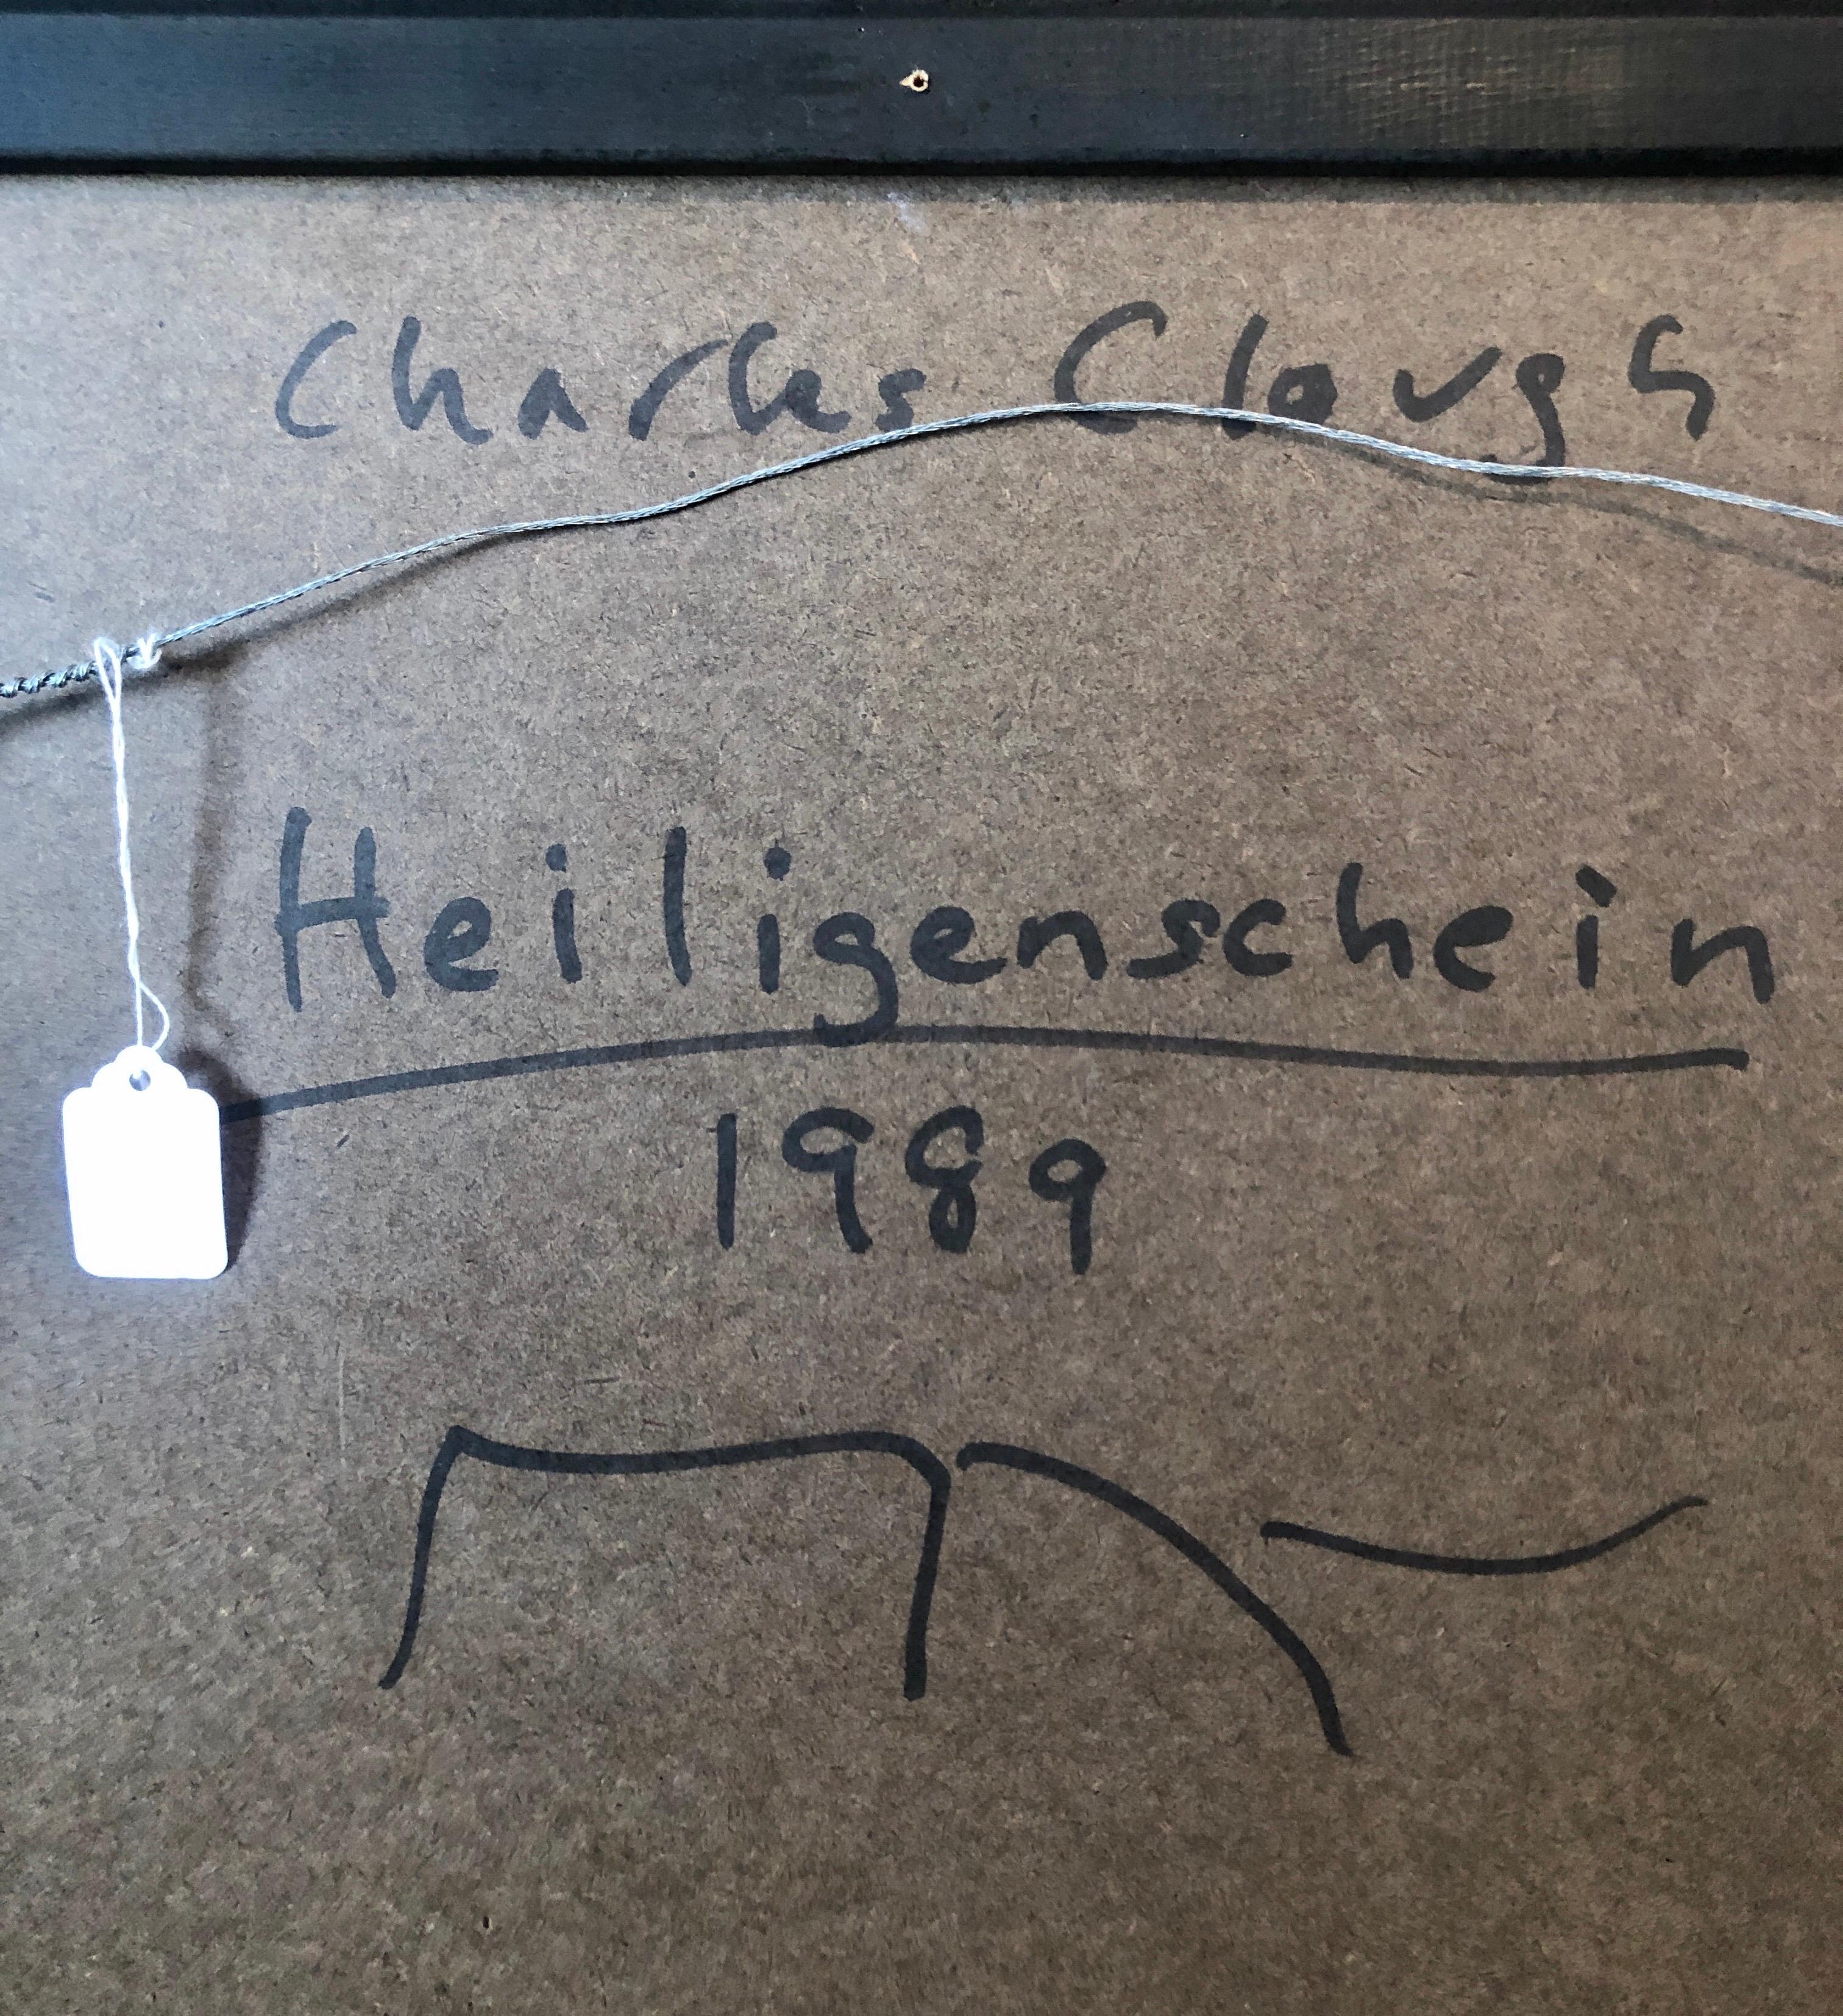 Charles Clough
Heiligenschein
1989